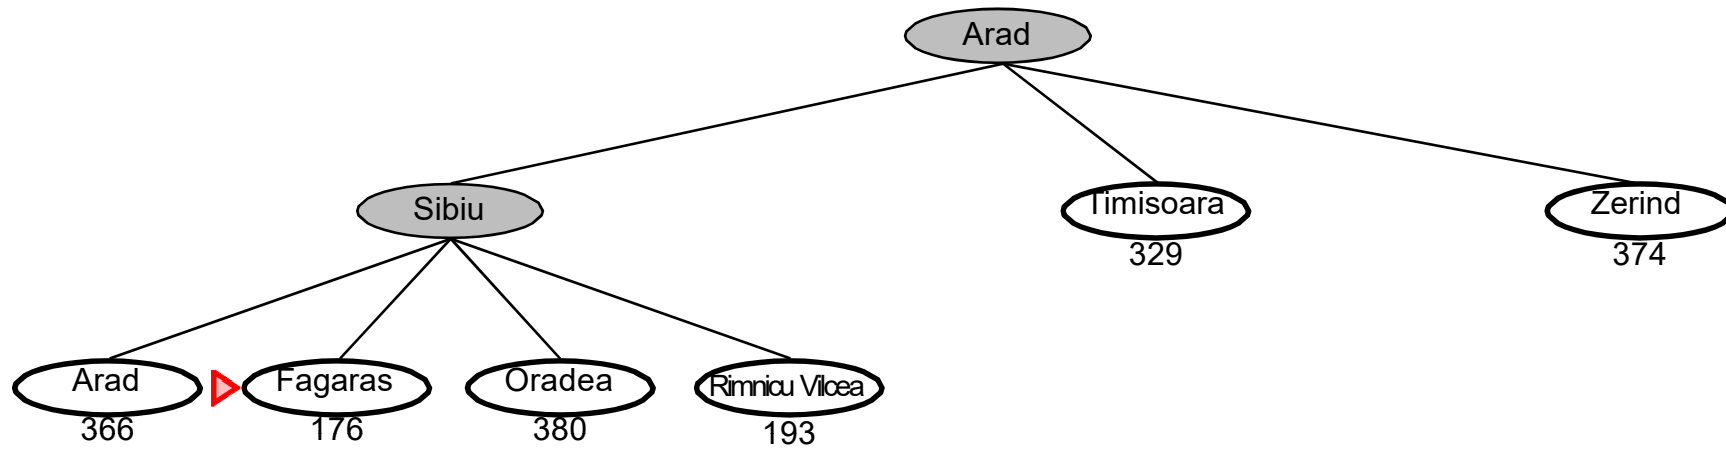 Arad
Sibiu
Timisoara
Zerind
329
374
Arad
Fagaras
Oradea
Rimnicu Vilcea
366
176
380
193